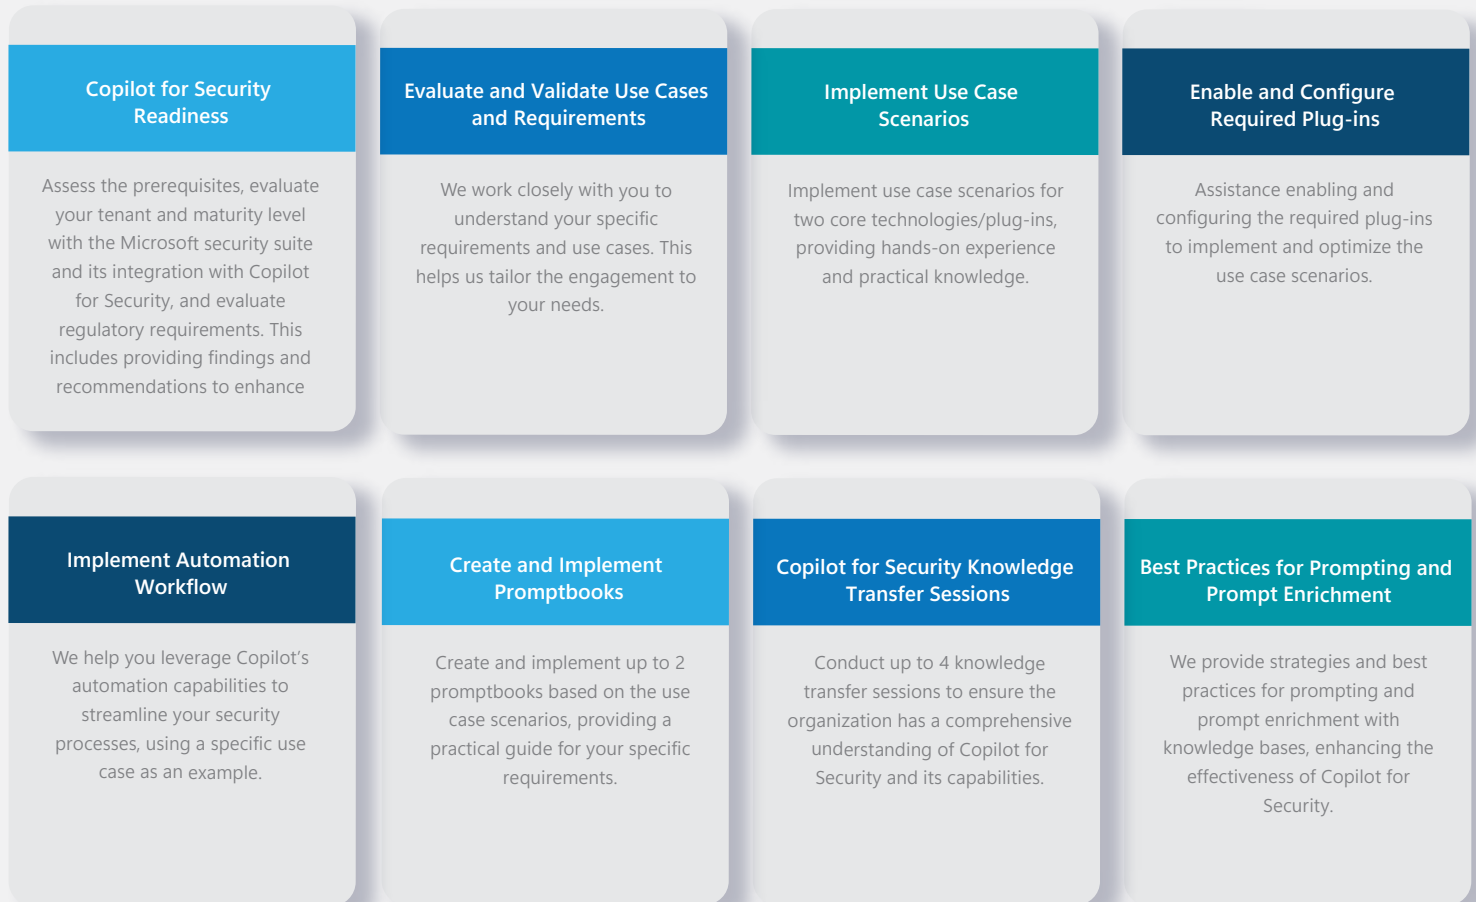 Copilot for Security
Readiness
Assess the prerequisites, evaluate
your tenant and maturity level
with the Microsoft security suite
and its integration with Copilot
for Security, and evaluate
regulatory requirements. This
includes providing findings and
recommendations to enhance
Evaluate and Validate Use Cases
and Requirements
We work closely with you to
understand your specific
requirements and use cases. This
helps us tailor the engagement to
your needs.
Implement Use Case
Scenarios
Implement use case scenarios for
two core technologies/plug-ins,
providing hands-on experience
and practical knowledge.
Enable and Configure
Required Plug-ins
Assistance enabling and
configuring the required plug-ins
to implement and optimize the
use case scenarios.
Implement Automation
Workflow
We help you leverage Copilot’s
automation capabilities to
streamline your security
processes, using a specific use
case as an example.
Create and Implement
Promptbooks
Create and implement up to 2
promptbooks based on the use
case scenarios, providing a
practical guide for your specific
requirements.
Copilot for Security Knowledge
Transfer Sessions
Conduct up to 4 knowledge
transfer sessions to ensure the
organization has a comprehensive
understanding of Copilot for
Security and its capabilities.
Best Practices for Prompting and
Prompt Enrichment
We provide strategies and best
practices for prompting and
prompt enrichment with
knowledge bases, enhancing the
effectiveness of Copilot for
Security.